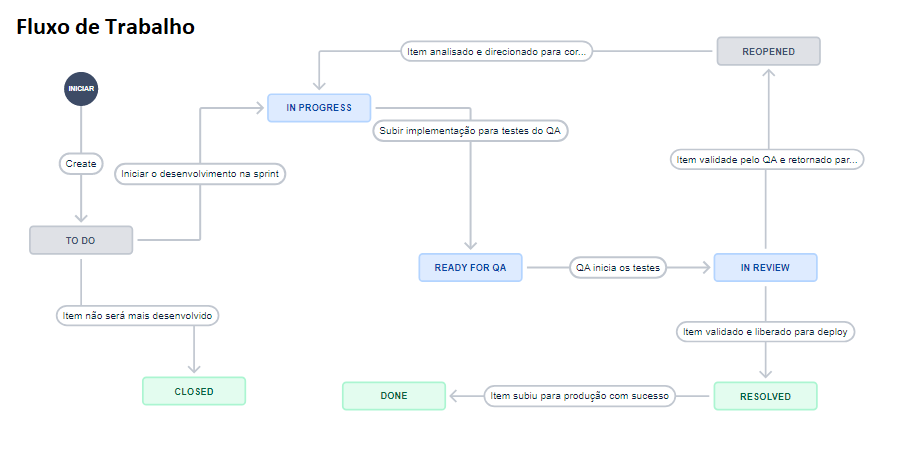 Fluxo de Trabalho
INICIAR
Create
TO DO
Iniciar o desenvolvimento na sprint
IN PROGRESS
Item analisado e direcionado para cor...
REOPENED
Subir implementação para testes do QA
Item validade pelo QA e retornado par...
READY FOR QA
QA inicia os testes
IN REVIEW
Item não será mais desenvolvido
Item validado e liberado para deploy
CLOSED
DONE
Item subiu para produção com sucesso
RESOLVED